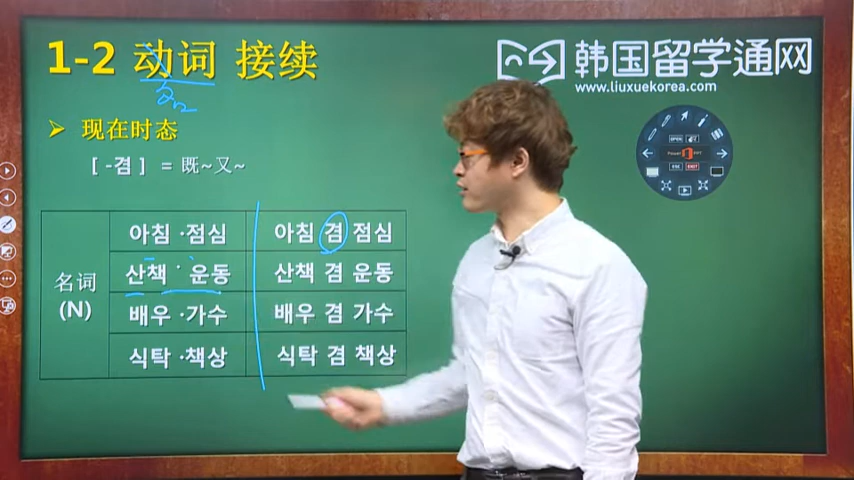 1-2 动词 接续
韩国留学通网
www.liuxuekorea.com
➢ 现在时态
[ -겸 ] = 既~又~
名词
(N)
아침 ·점심
아침 겸 점심
산책 · 운동
산책 겸 운동
배우 ·가수
배우 겸 가수
식탁 ·책상
식탁 겸 책상